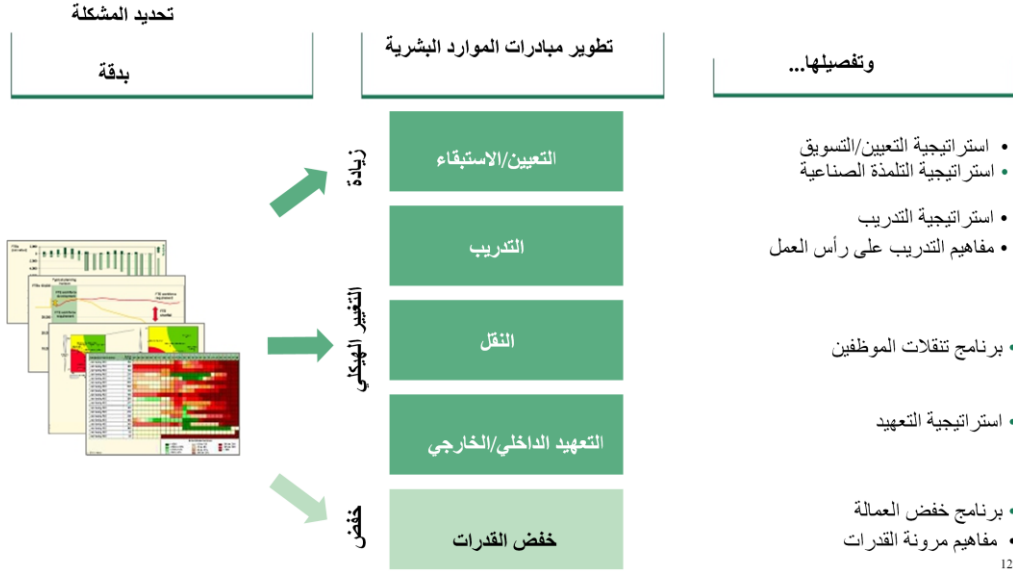 تحديد المشكلة
بدقة
تطوير مبادرات الموارد البشرية
وتفصيلها...
زيادة
التعيين/الاستبقاء
• استراتيجية التعيين/التسويق
• استراتيجية التلمذة الصناعية
التغيير الهيكلي
التدريب
• استراتيجية التدريب
• مفاهيم التدريب على رأس العمل
النقل
• برنامج تنقلات الموظفين
التعهيد الداخلي/الخارجي
• استراتيجية التعهيد
خفض
خفض القدرات
• برنامج خفض العمالة
• مفاهيم مرونة القدرات
12